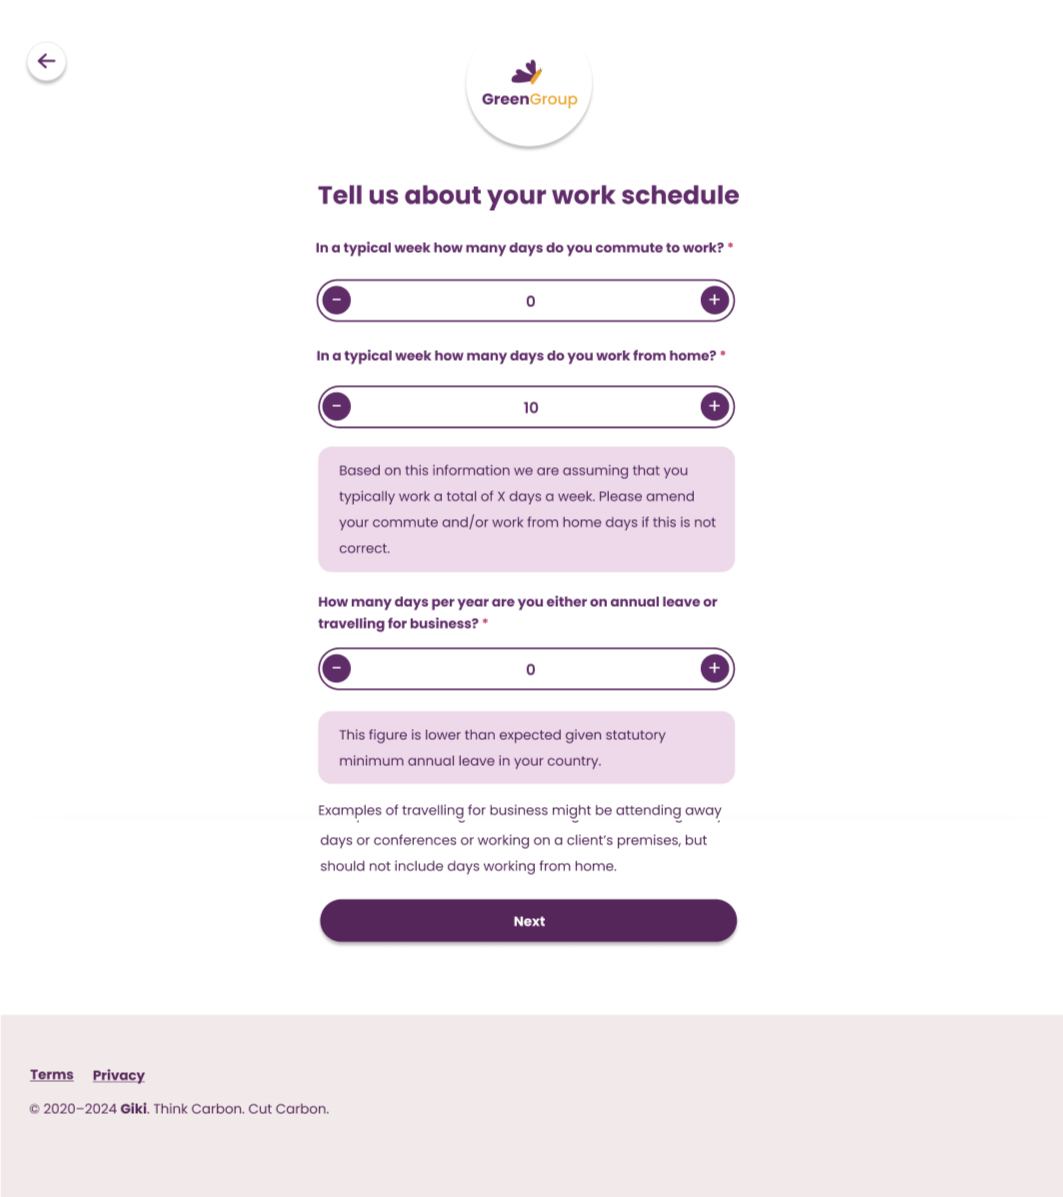 GreenGroup
Tell us about your work schedule
In a typical week how many days do you commute to work? *
- 0 +
In a typical week how many days do you work from home? *
- 10 +
Based on this information we are assuming that you
typically work a total of X days a week. Please amend
your commute and/or work from home days if this is not
correct.
How many days per year are you either on annual leave or
travelling for business? *
- 0 +
This figure is lower than expected given statutory
minimum annual leave in your country.
Examples of travelling for business might be attending away
days or conferences or working on a client's premises, but
should not include days working from home.
Next
Terms Privacy
© 2020–2024 Giki. Think Carbon. Cut Carbon.